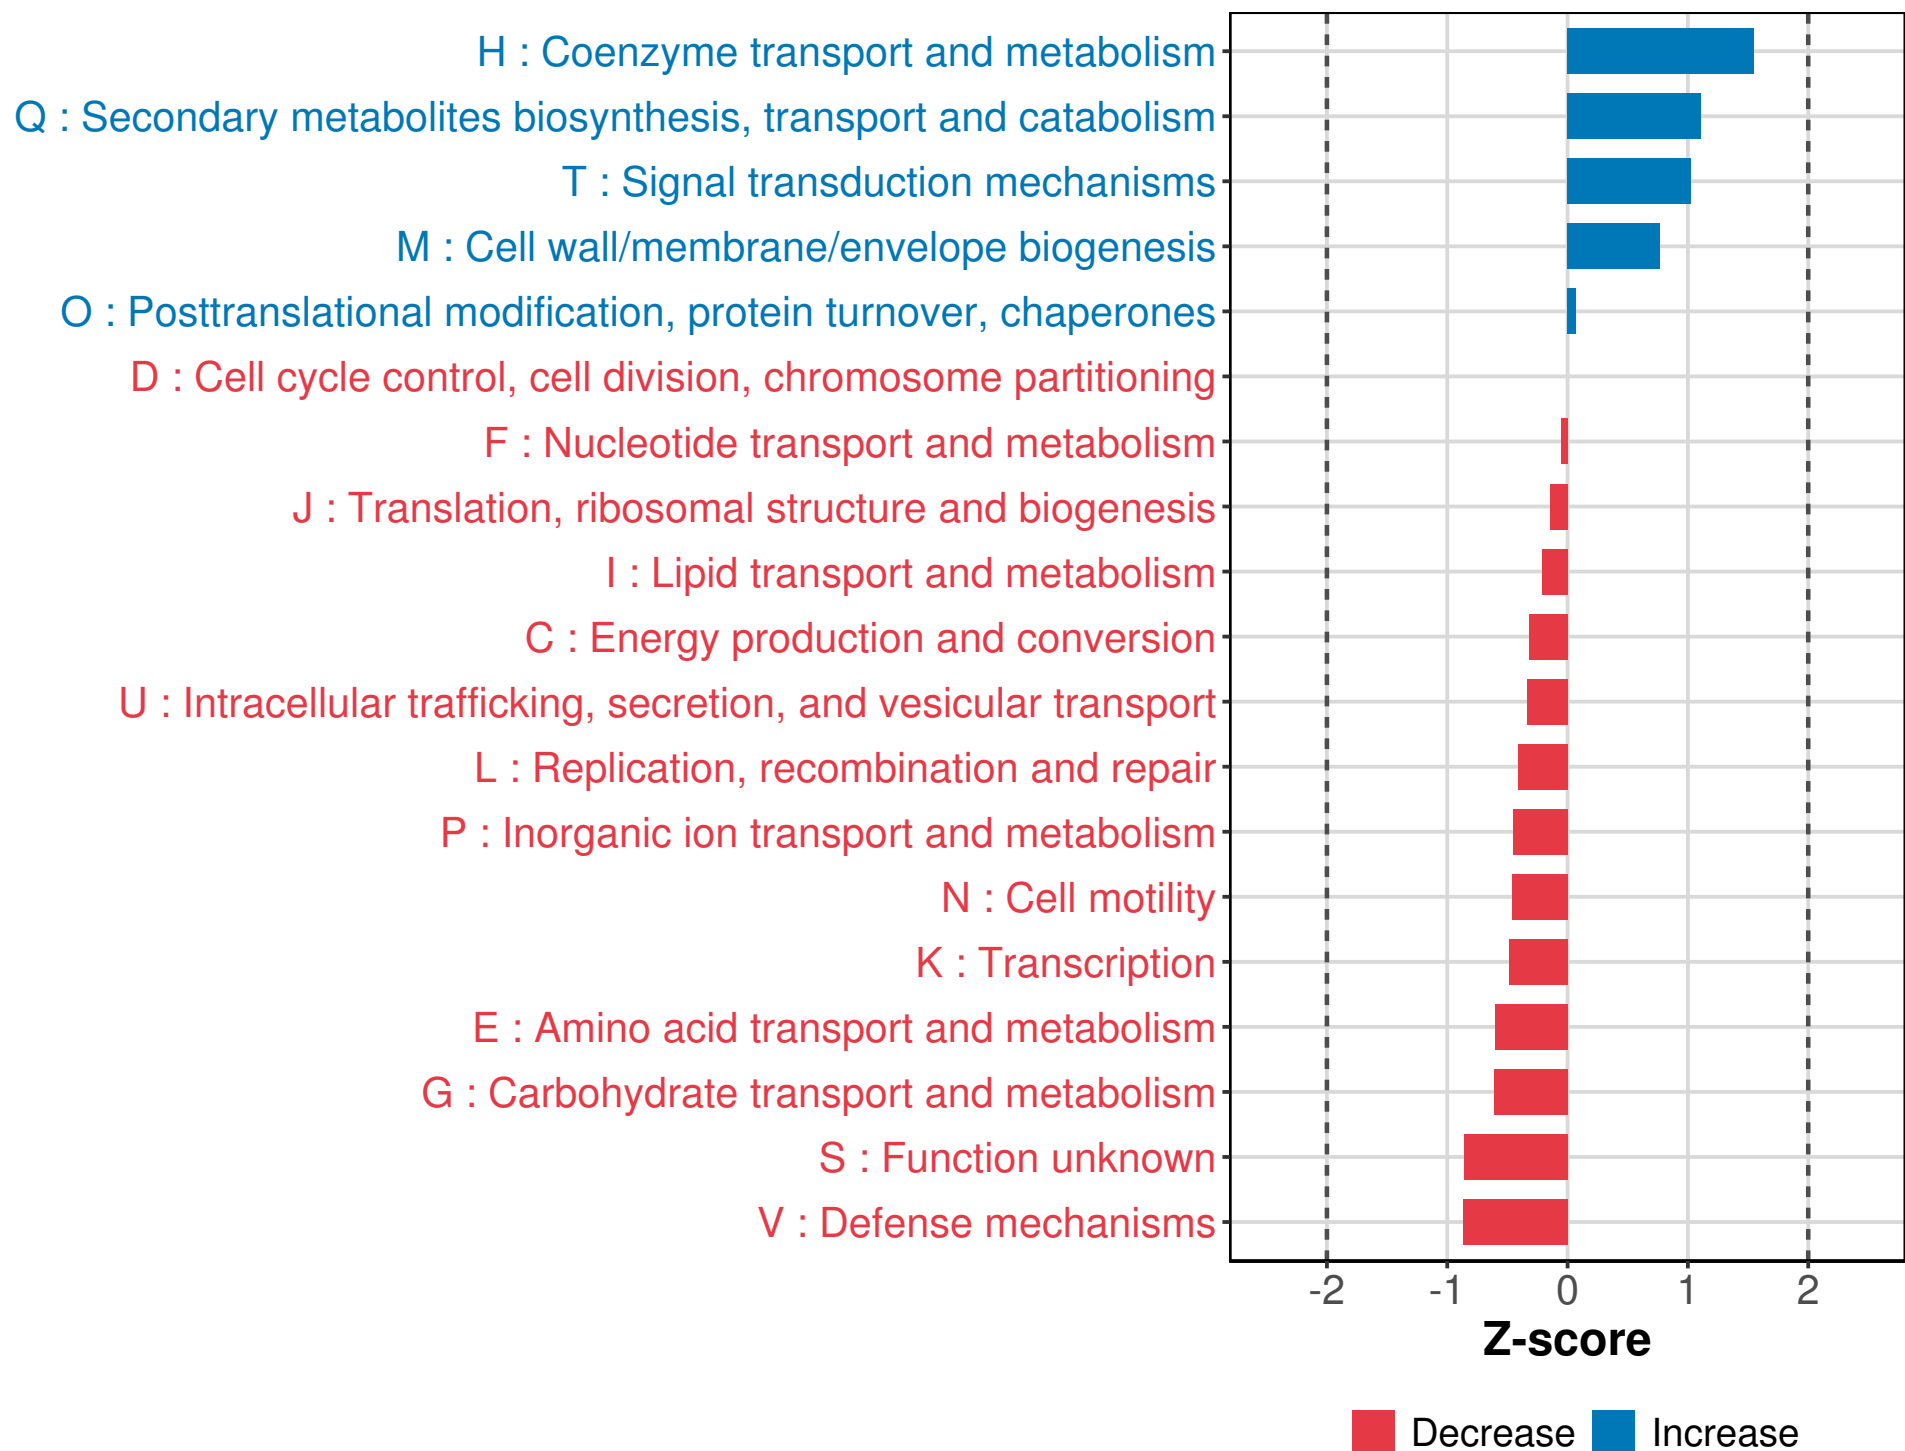 H : Coenzyme transport and metabolism
Q : Secondary metabolites biosynthesis, transport and catabolism
T : Signal transduction mechanisms
M : Cell wall/membrane/envelope biogenesis
O : Posttranslational modification, protein turnover, chaperones
D : Cell cycle control, cell division, chromosome partitioning
F : Nucleotide transport and metabolism
J : Translation, ribosomal structure and biogenesis
I : Lipid transport and metabolism
C : Energy production and conversion
U : Intracellular trafficking, secretion, and vesicular transport
L : Replication, recombination and repair
P : Inorganic ion transport and metabolism
N : Cell motility
K : Transcription
E : Amino acid transport and metabolism
G : Carbohydrate transport and metabolism
S : Function unknown
V : Defense mechanisms
-2 -1 0 1 2
Z-score
Decrease Increase